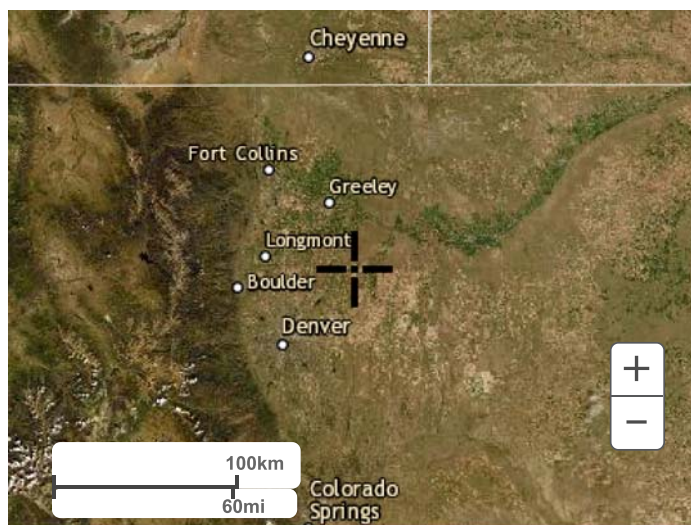 Cheyenne
Fort Collins
Greeley
Longmont
Boulder
Denver
+
−
100km
60mi
Colorado
Springs